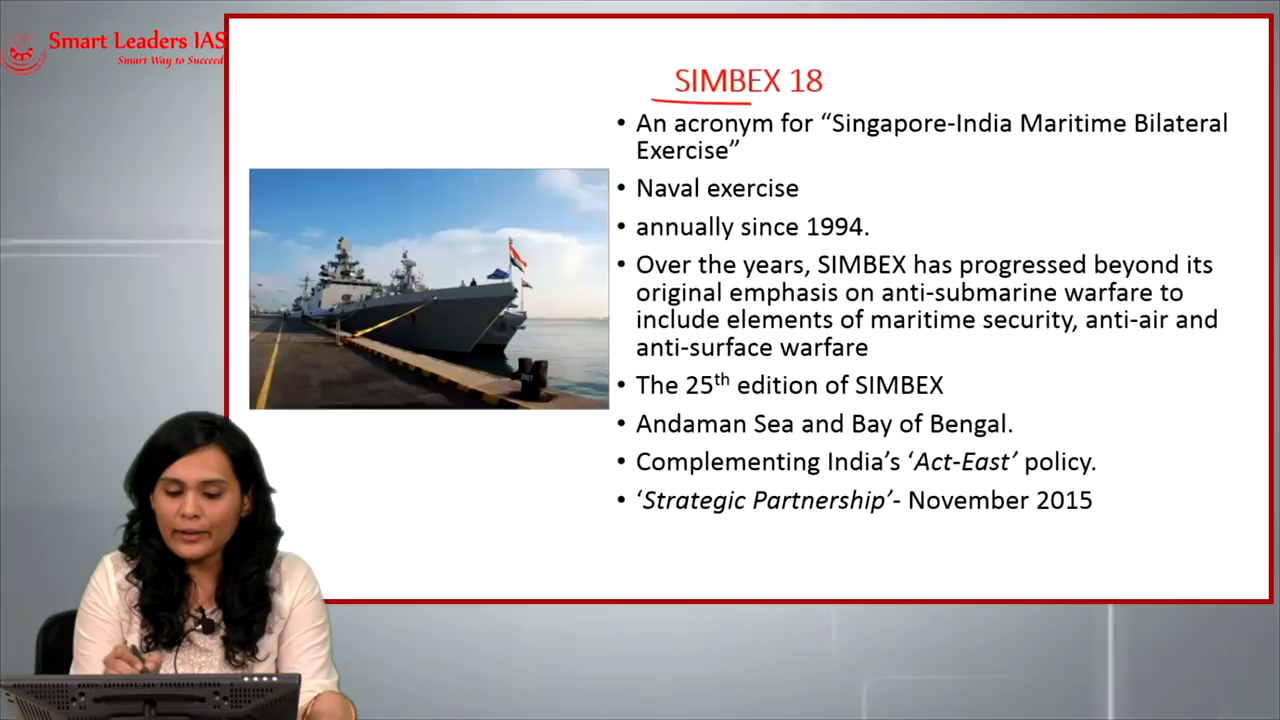 Smart Leaders IAS
Smart Way to Succeed
SIMBEX 18
• An acronym for “Singapore-India Maritime Bilateral
Exercise”
• Naval exercise
• annually since 1994.
• Over the years, SIMBEX has progressed beyond its
original emphasis on anti-submarine warfare to
include elements of maritime security, anti-air and
anti-surface warfare
• The 25th edition of SIMBEX
• Andaman Sea and Bay of Bengal.
• Complementing India’s ‘Act-East’ policy.
• ‘Strategic Partnership’- November 2015